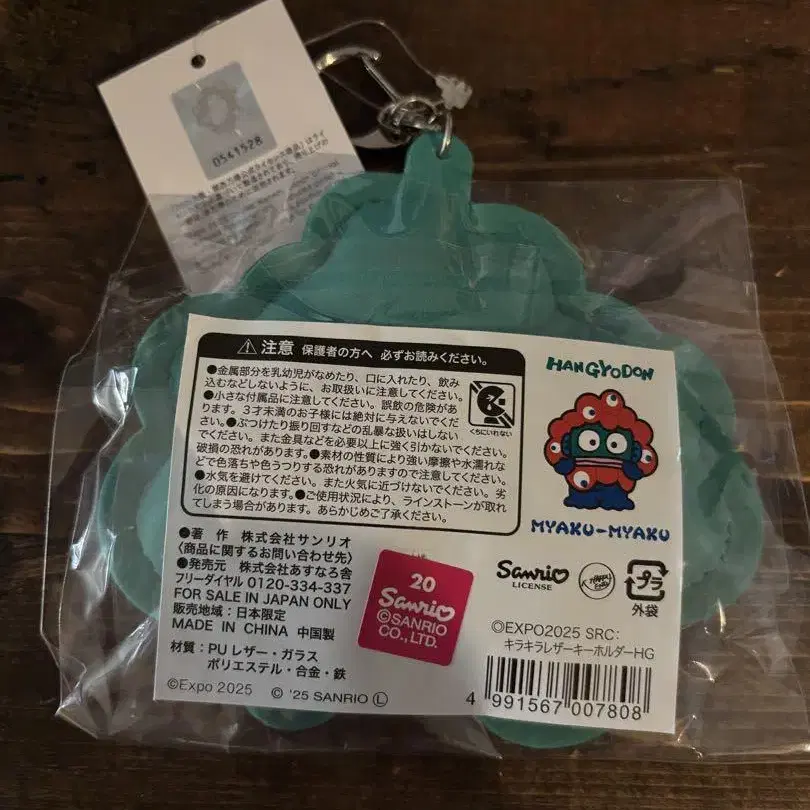 0541528
⚠注意 保護者の方へ 必ずお読みください。
●金属部分を乳幼児がなめたり、口に入れたり、飲み
込むなどしないように、お取扱いに注意してください。
●小さな付属品に注意してください。誤飲の危険があ
ります。3才未満のお子様には絶対に与えないでくだ
さい。●ぶつけたり振り回すなどの乱暴な扱いはしない
でください。また金具などを必要以上に強く引かないでください。
破損の恐れがあります。●素材の性質により強い摩擦や水濡れな
どで色落ちや色うつりする恐れがありますので注意してください。
●水気を避けてください。また火気に近づけないでください。劣
化の原因になります。●ご使用状況により、ラインストーンが取れ
てしまう場合があります。あらかじめご了承ください。
くちにいれない
HANGYODON
MYAKU-MYAKU
●著 作 株式会社サンリオ
〈商品に関するお問い合わせ先〉
●発売元 株式会社あすなろ舎
フリーダイヤル 0120-334-337
FOR SALE IN JAPAN ONLY
販売地域：日本限定
MADE IN CHINA 中国製
材質：PU レザー・ガラス
ポリエステル・合金・鉄
©Expo 2025 © '25 SANRIO Ⓛ
20
Sanrio
©SANRIO
CO., LTD.
Sanrio
LICENSE
プラ
外袋
©EXPO2025 SRC:
キラキラレザーキーホルダーHG
4 991567 007808